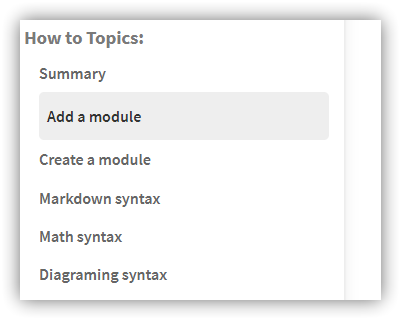 How to Topics:
Summary
Add a module
Create a module
Markdown syntax
Math syntax
Diagraming syntax